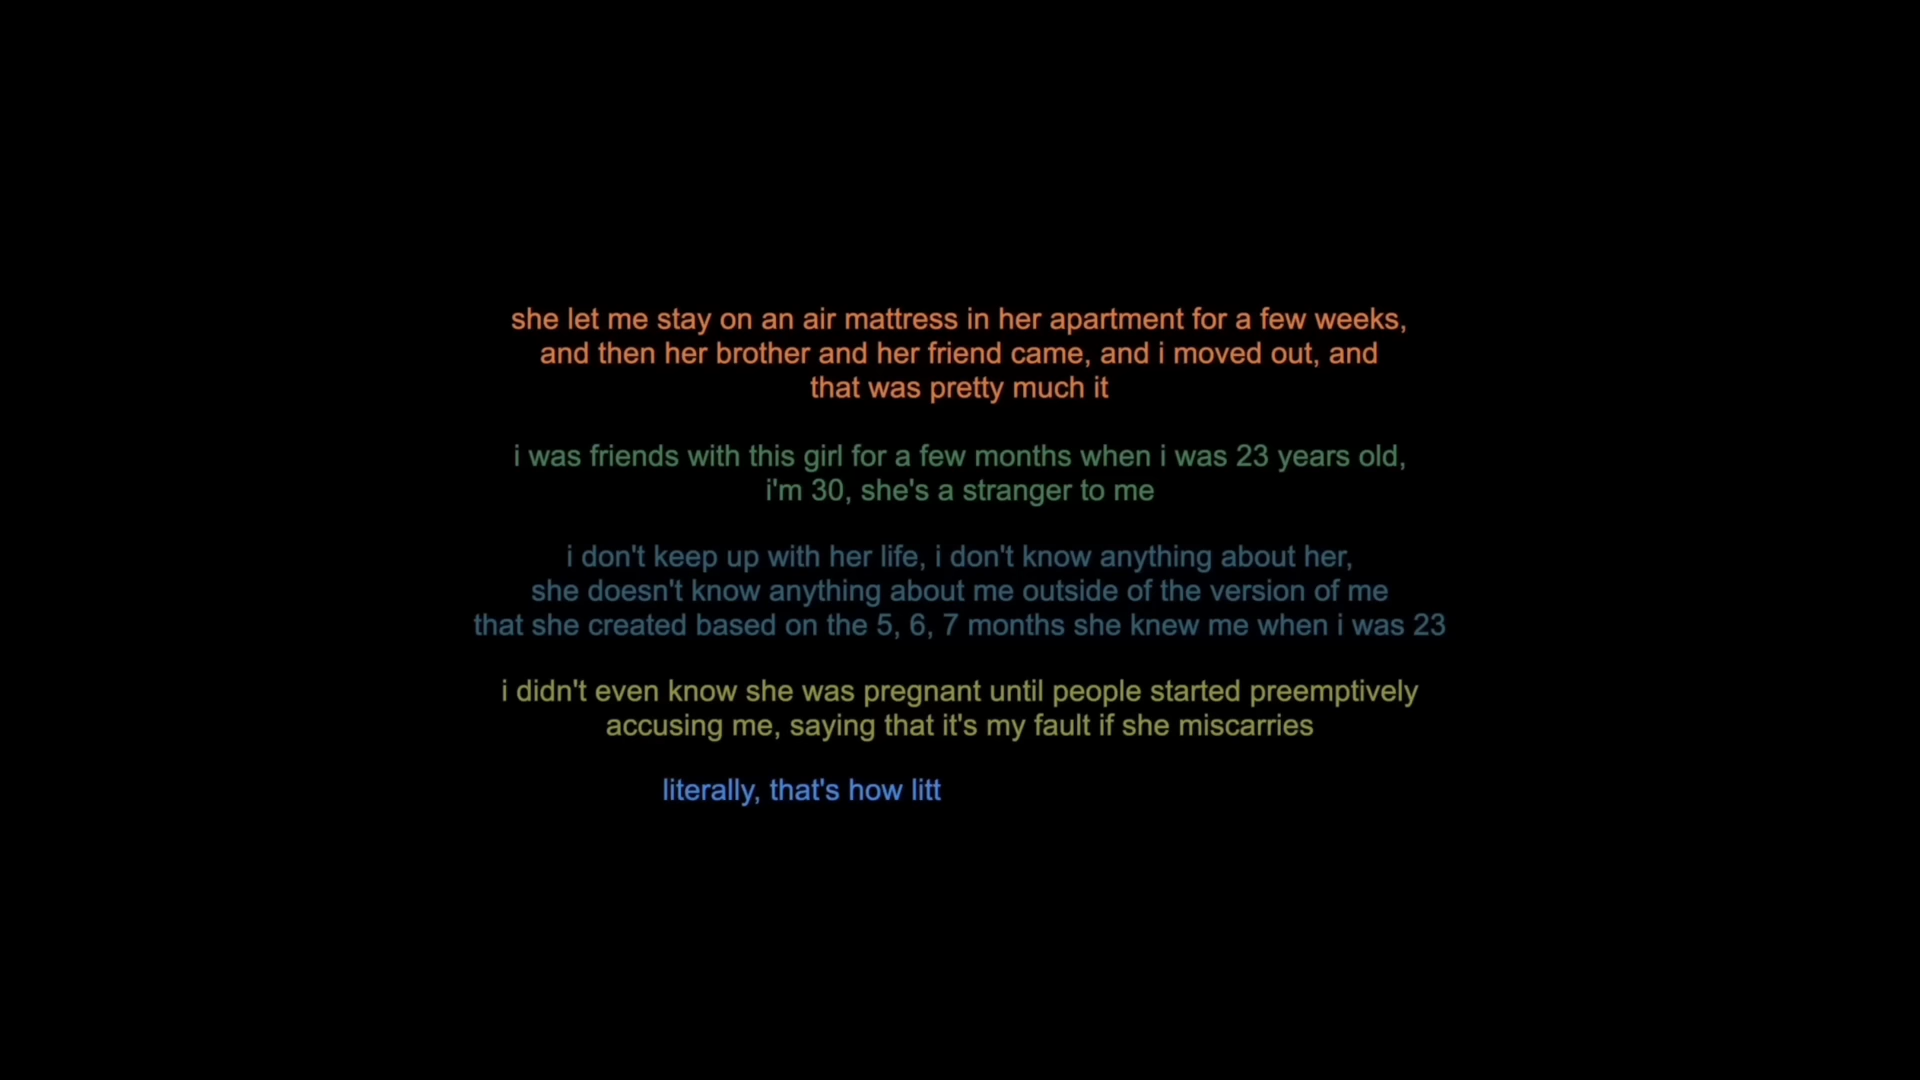 she let me stay on an air mattress in her apartment for a few weeks,
and then her brother and her friend came, and i moved out, and
that was pretty much it
i was friends with this girl for a few months when i was 23 years old,
i'm 30, she's a stranger to me
i don't keep up with her life, i don't know anything about her,
she doesn't know anything about me outside of the version of me
that she created based on the 5, 6, 7 months she knew me when i was 23
i didn't even know she was pregnant until people started preemptively
accusing me, saying that it's my fault if she miscarries
literally, that's how litt